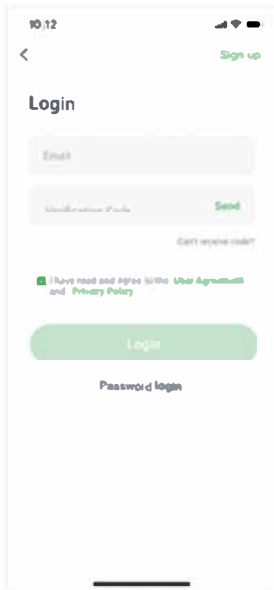 10:12
Sign up
Login
Email
Verification Code
Send
Can't receive code?
I have read and agree to the User Agreement
and Privacy Policy
Login
Password login